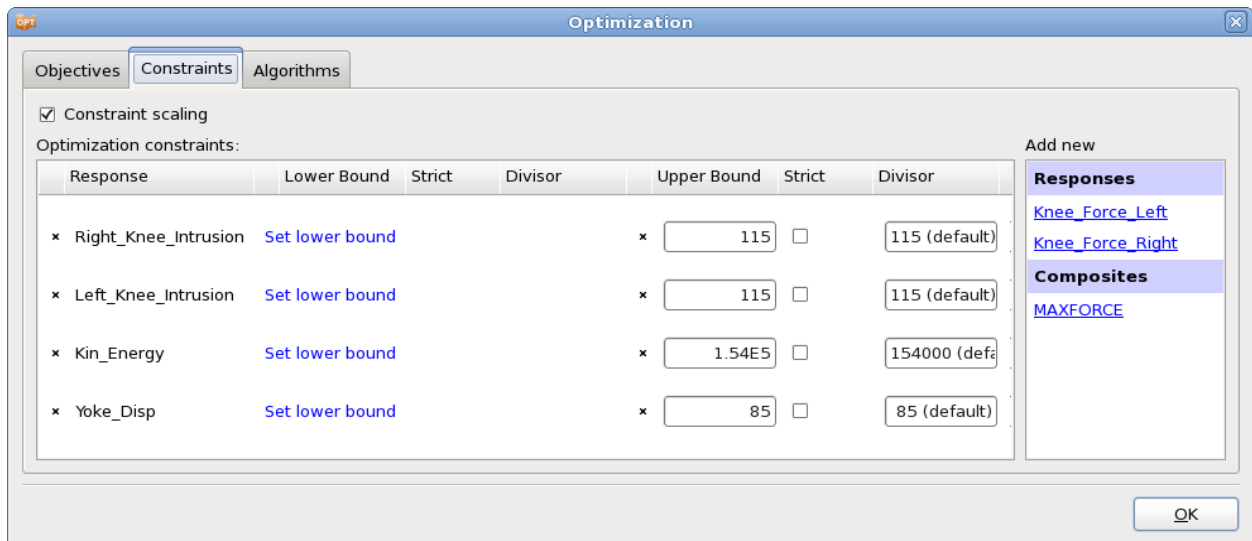 OPT Optimization
Objectives Constraints Algorithms
Constraint scaling
Optimization constraints: Add new
Response Lower Bound Strict Divisor Upper Bound Strict Divisor Responses
Knee_Force_Left
Right_Knee_Intrusion Set lower bound 115 115 (default) Knee_Force_Right
Composites
Left_Knee_Intrusion Set lower bound 115 115 (default) MAXFORCE
Kin_Energy Set lower bound 1.54E5 154000 (defa
Yoke_Disp Set lower bound 85 85 (default)
OK